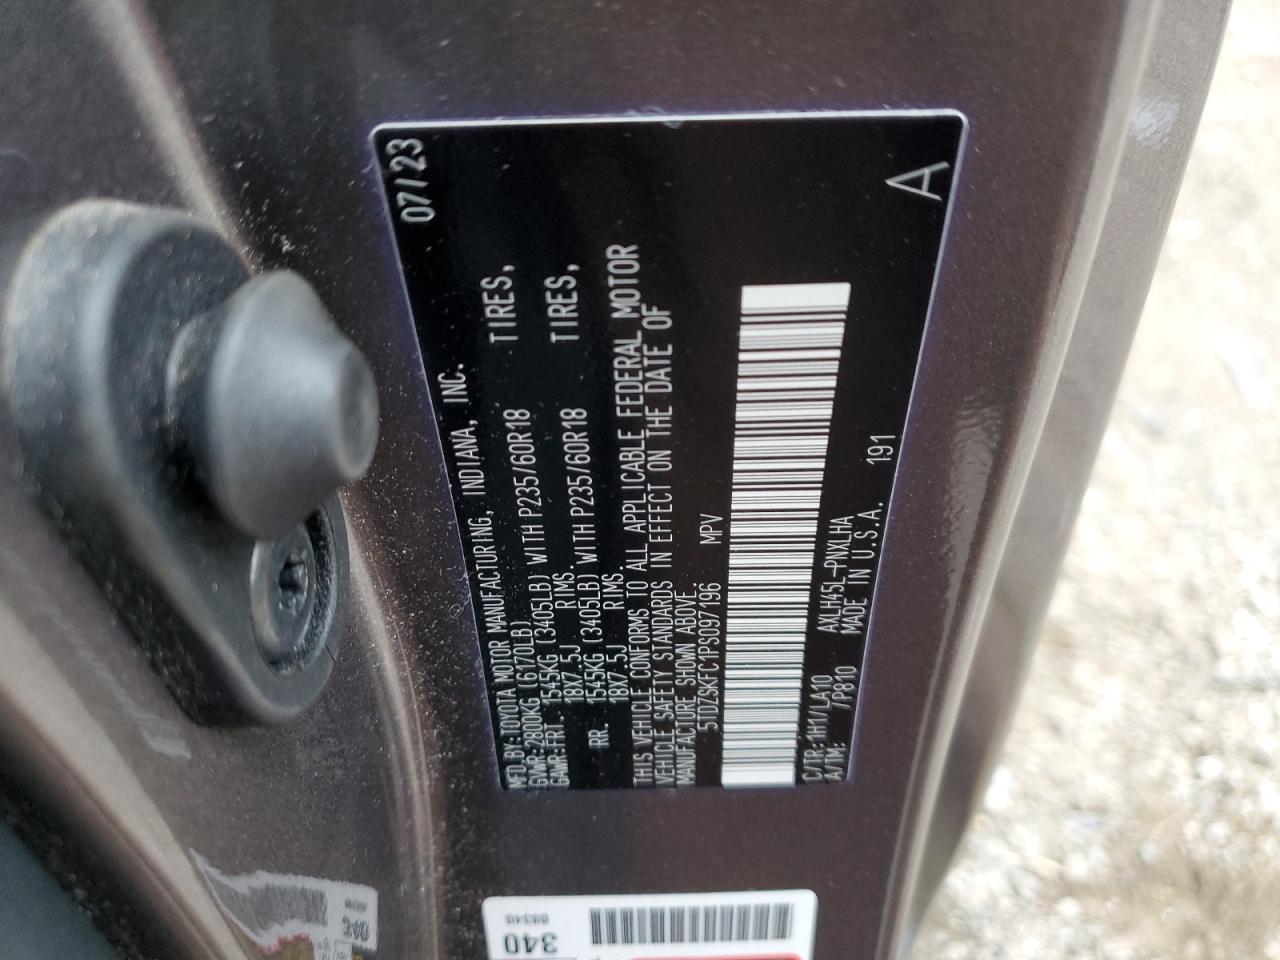 MFD.BY:TOYOTA MOTOR MANUFACTURING, INDIANA, INC. 07/23
GVWR:2800KG (6170LB)
GAWR:FRT. 1545KG (3405LB) WITH P235/60R18 TIRES,
18X7.5J RIMS.
RR. 1545KG (3405LB) WITH P235/60R18 TIRES,
18X7.5J RIMS
THIS VEHICLE CONFORMS TO ALL APPLICABLE FEDERAL MOTOR
VEHICLE SAFETY STANDARDS IN EFFECT ON THE DATE OF
MANUFACTURE SHOWN ABOVE.
5TDZSKFC1PS097196 MPV
C/TR:1H1/LA10 AXLH45L-PNXLHA
A/TM: /P810 MADE IN U.S.A. 191 A
340